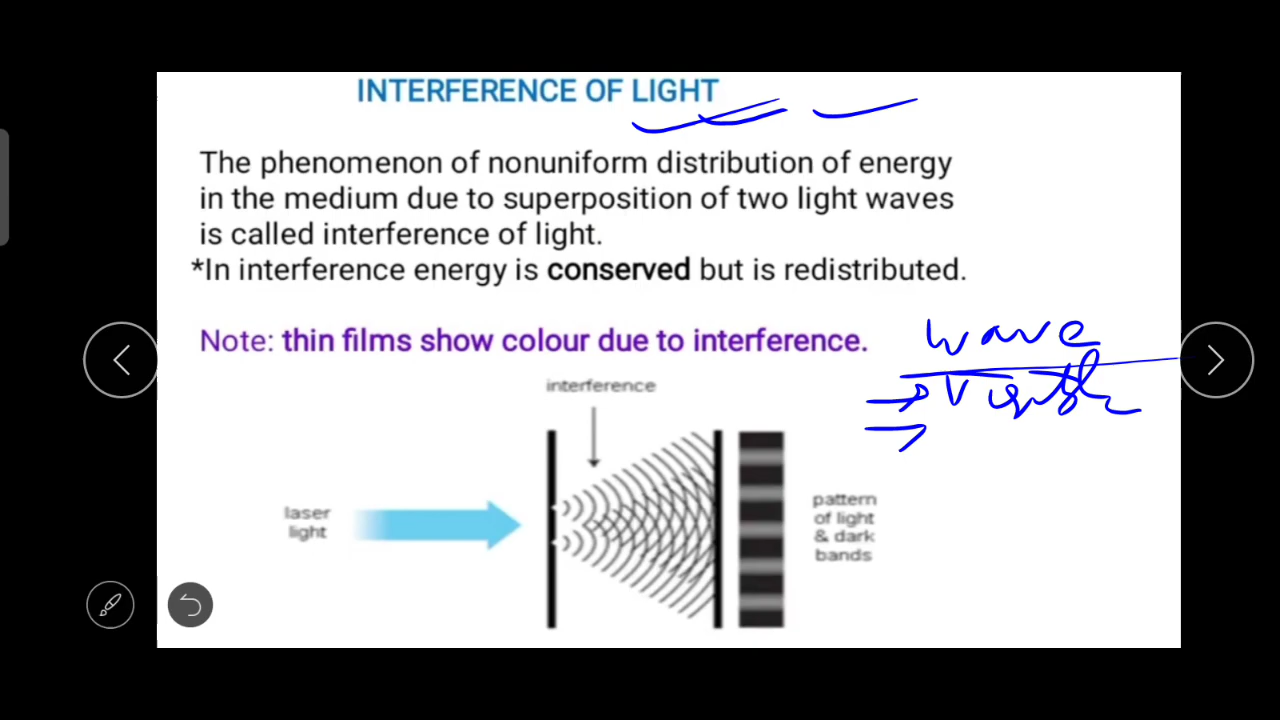 INTERFERENCE OF LIGHT
The phenomenon of nonuniform distribution of energy
in the medium due to superposition of two light waves
is called interference of light.
*In interference energy is conserved but is redistributed.
Note: thin films show colour due to interference.
wave
interference
laser
light
pattern
of light
& dark
bands